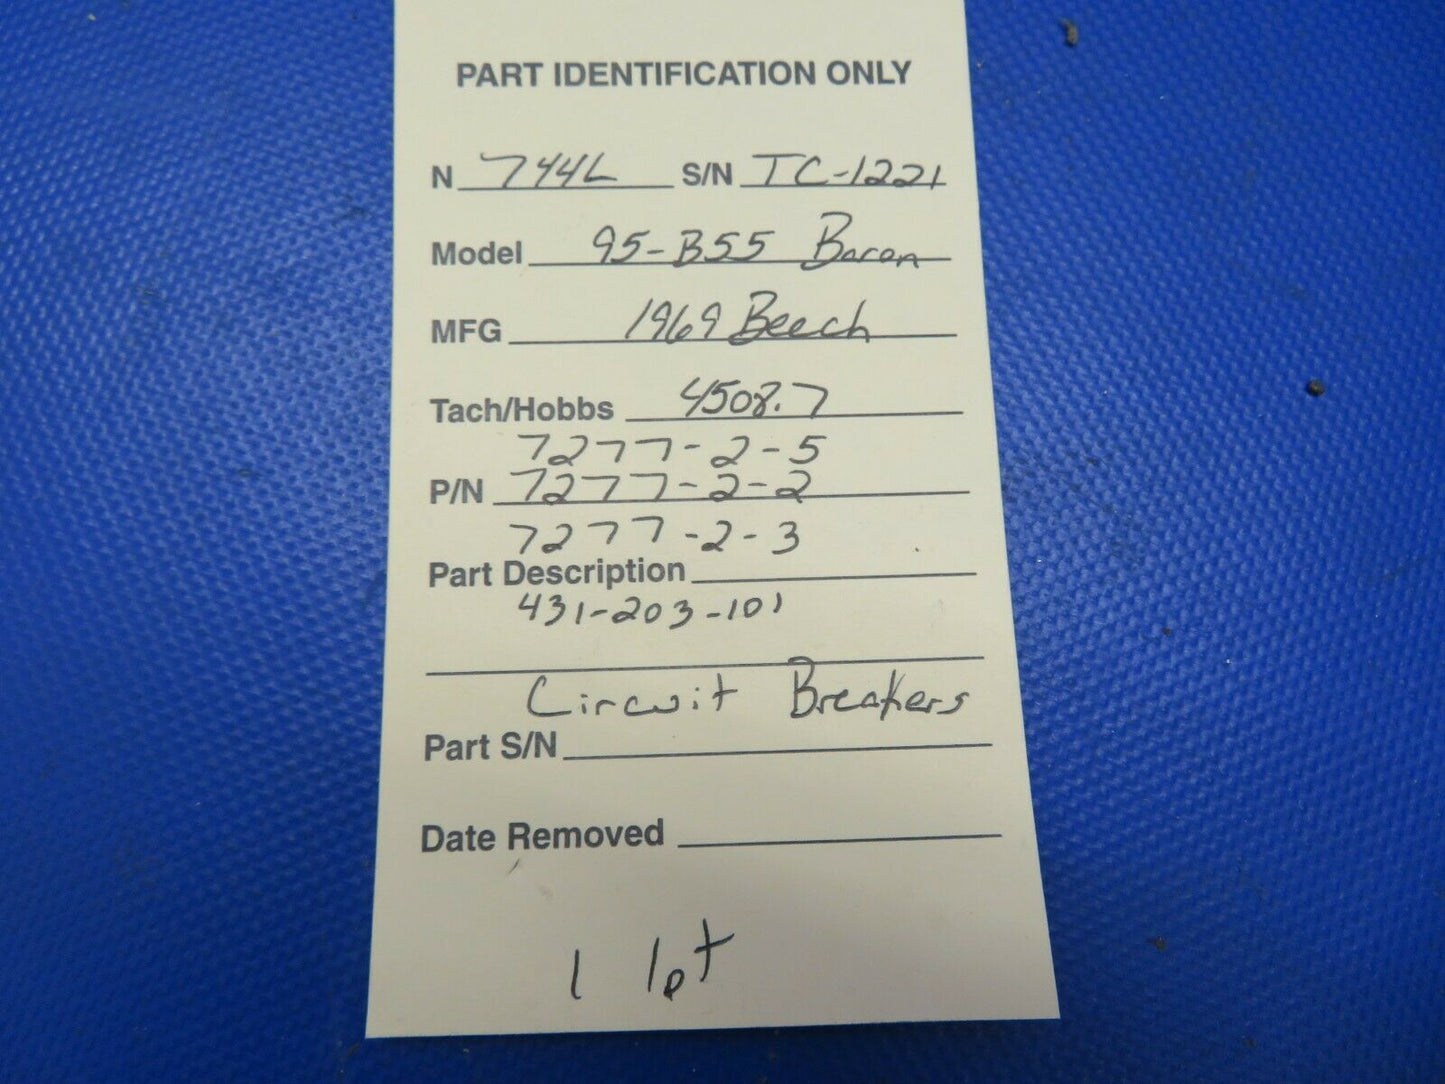 PART IDENTIFICATION ONLY
N 744L S/N TC-1221
Model 95-B55 Baron
MFG 1969 Beech
Tach/Hobbs 4508.7
7277-2-5
P/N 7277-2-2
7277-2-3
Part Description
431-203-101
Circuit Breakers
Part S/N
Date Removed
1 lot